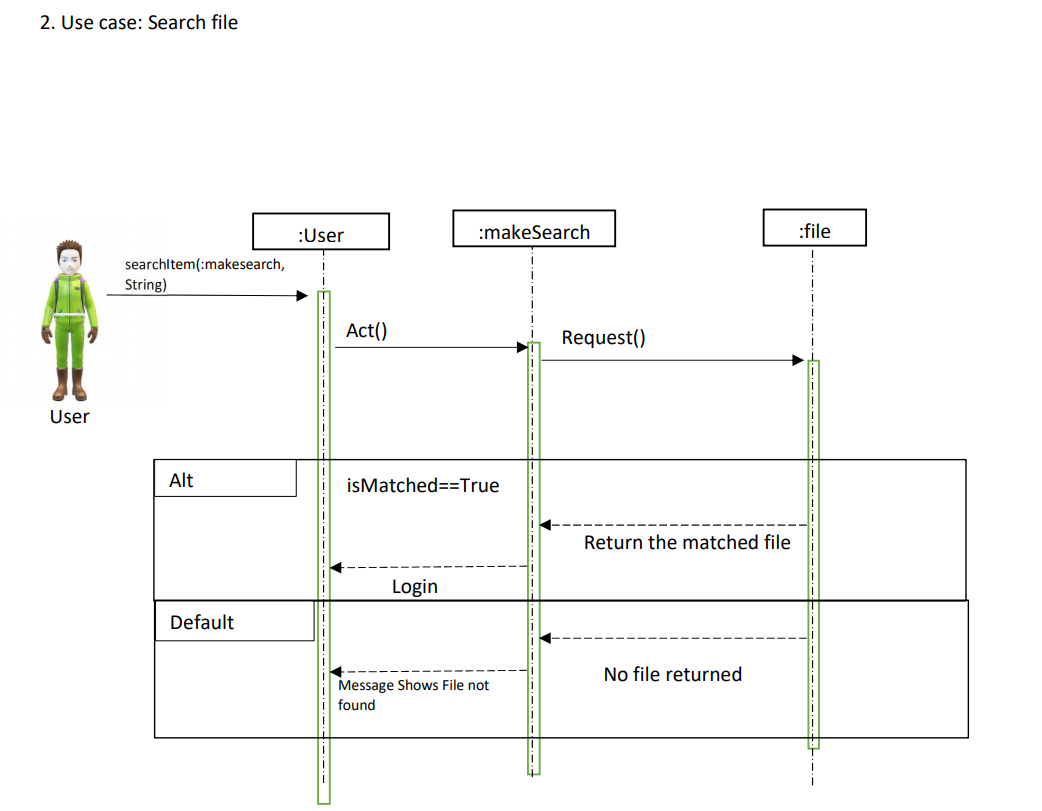 2. Use case: Search file
:User
:makeSearch
:file
searchItem(:makesearch,
String)
Act()
Request()
User
Alt
isMatched==True
Return the matched file
Login
Default
No file returned
Message Shows File not
found